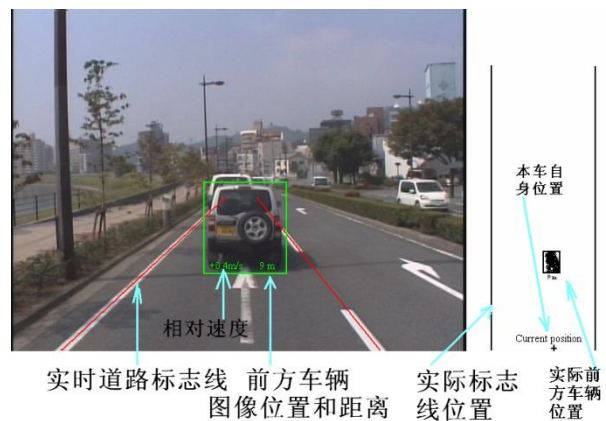 +0.4m/s 9 m
相对速度
实时道路标志线
前方车辆
图像位置和距离
本车自
身位置
9 m
Current position
实际标志
线位置
实际前
方车辆
位置